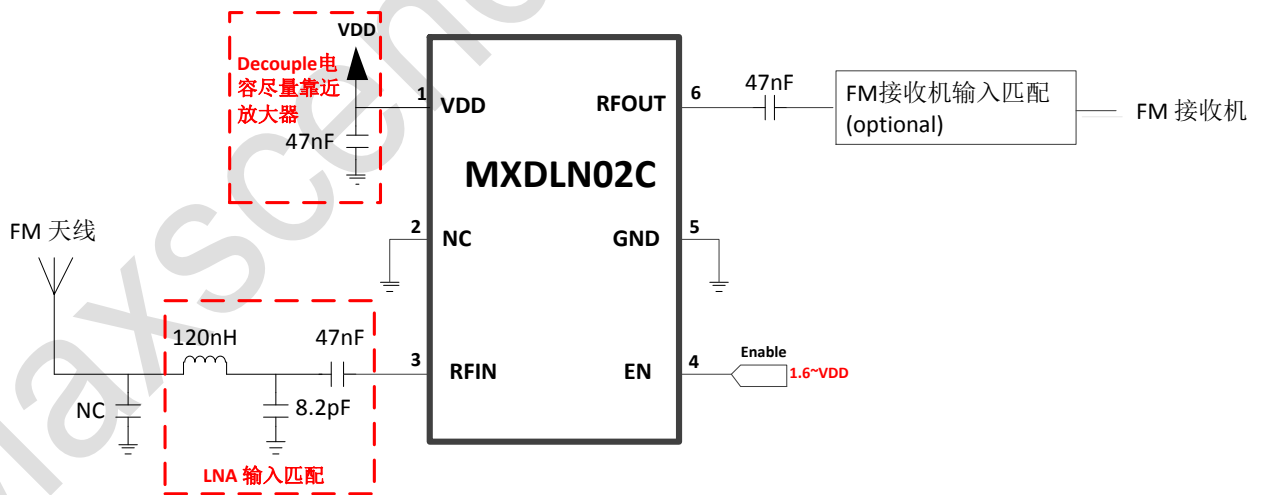 VDD
Decouple电
容尽量靠近
放大器
47nF
1
VDD
RFOUT
6
47nF
FM接收机输入匹配
(optional)
FM 接收机
MXDLN02C
FM 天线
2
NC
GND
5
120nH
47nF
3
RFIN
EN
4
Enable
1.6~VDD
NC
8.2pF
LNA 输入匹配
Maxscend